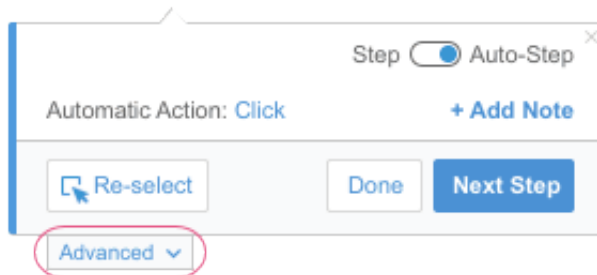 Step Auto-Step
Automatic Action: Click + Add Note
Re-select Done Next Step
Advanced